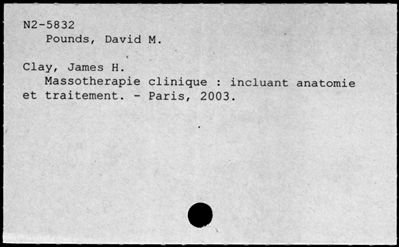 N2-5832
Pounds, David M.
Clay, James H.
Massotherapie clinique : incluant anatomie
et traitement. - Paris, 2003.